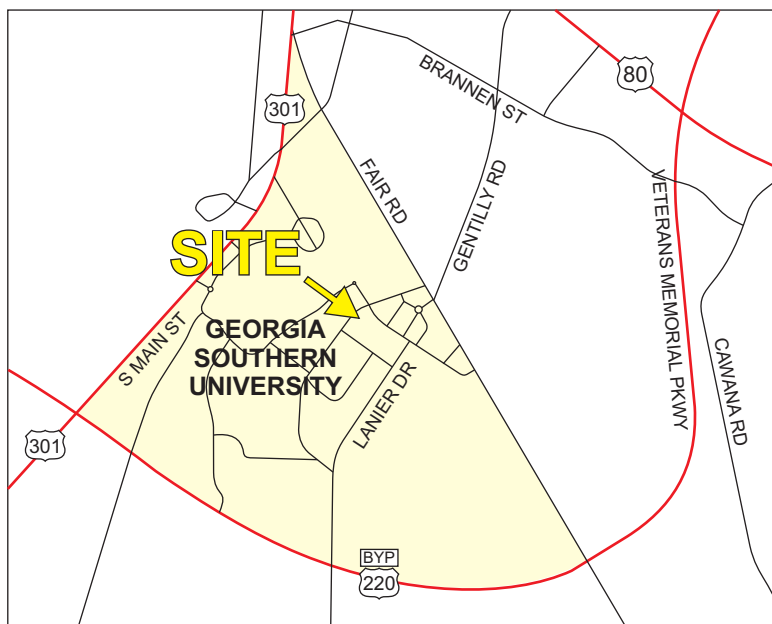 80
BRANNEN ST
301
FAIR RD
GENTILLY RD
VETERANS MEMORIAL PKWY
SITE
S MAIN ST
GEORGIA
SOUTHERN
UNIVERSITY
LANIER DR
CAWANA RD
301
BYP
220